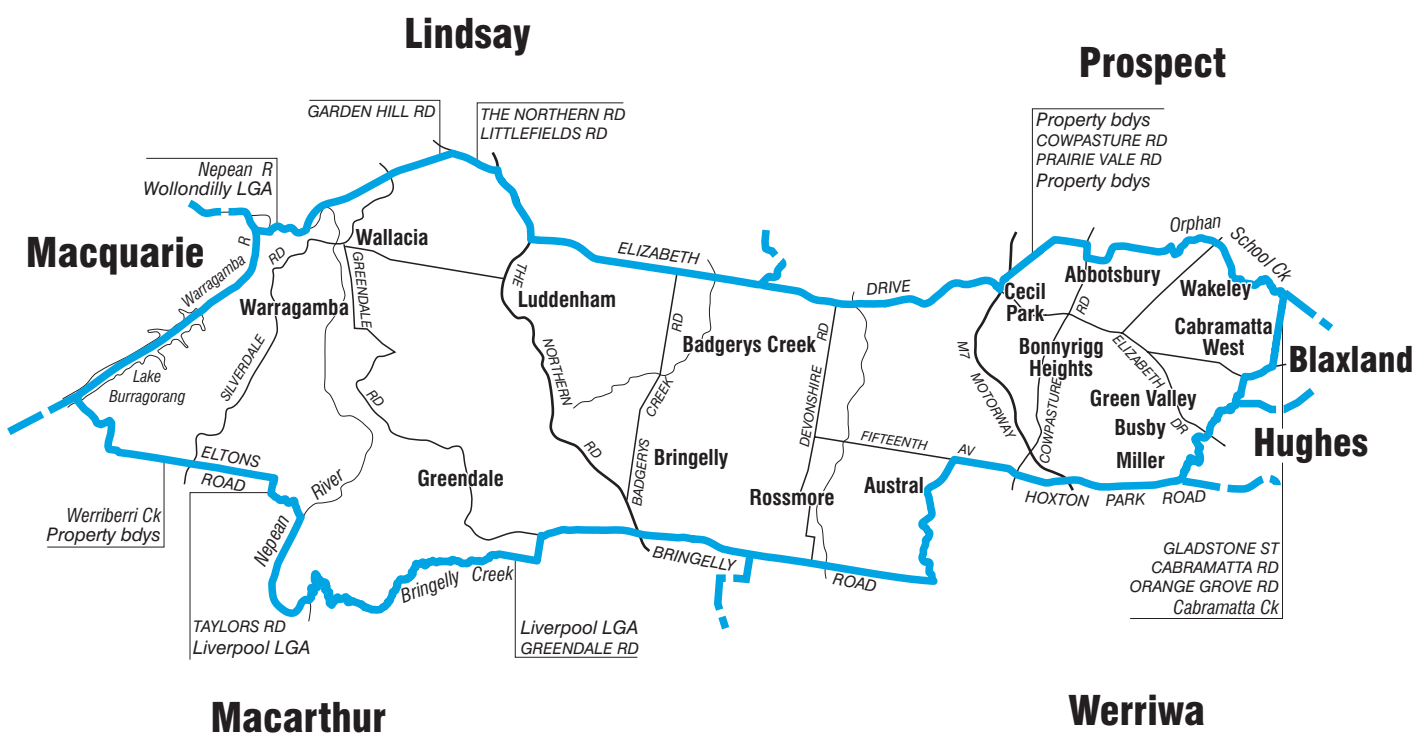 Lindsay
Prospect
GARDEN HILL RD
THE NORTHERN RD
LITTLEFIELDS RD
Property bdys
COWPASTURE RD
PRAIRIE VALE RD
Property bdys
Nepean R
Wollondilly LGA
Macquarie
Warragamba R
RD
SILVERDALE
Wallacia
GREENDALE
RD
Warragamba
Lake
Burragorang
THE
NORTHERN
RD
Luddenham
ELIZABETH
DRIVE
RD
CREEK
BADGERYS
Badgerys Creek
RD
DEVONSHIRE
Orphan
School Ck
Abbotsbury
Wakeley
Cecil
Park
RD
COWPASTURE
Cabramatta
West
Bonnyrigg
Heights
ELIZABETH
DR
M7 MOTORWAY
Blaxland
Green Valley
Busby
Hughes
Miller
FIFTEENTH
AV
Bringelly
Greendale
Rossmore
Austral
HOXTON PARK ROAD
ELTONS
ROAD
River
Nepean
Werriberri Ck
Property bdys
Bringelly Creek
BRINGELLY
ROAD
GLADSTONE ST
CABRAMATTA RD
ORANGE GROVE RD
Cabramatta Ck
TAYLORS RD
Liverpool LGA
Liverpool LGA
GREENDALE RD
Macarthur
Werriwa